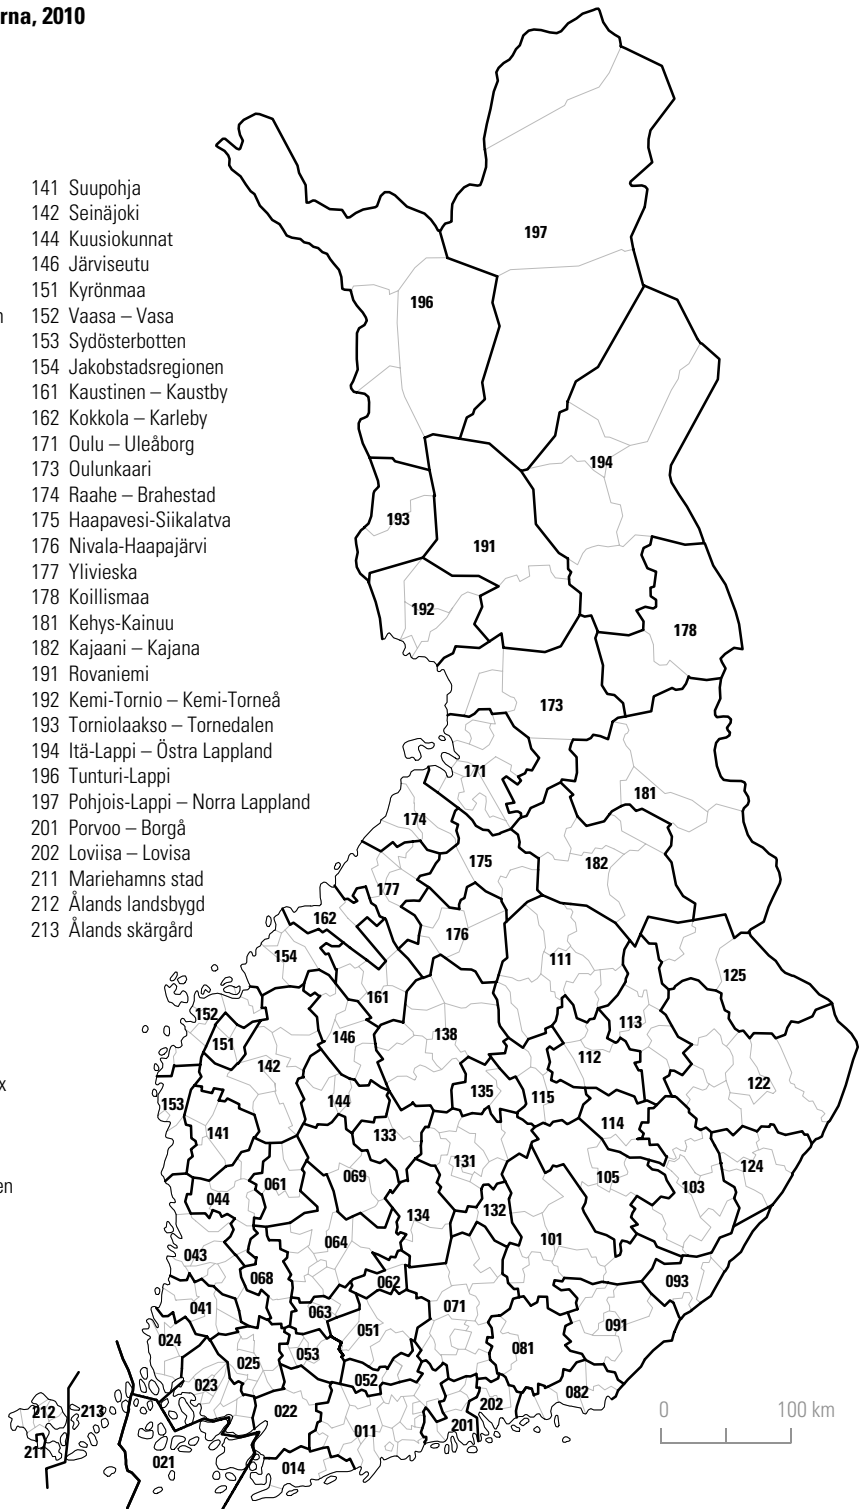 rna, 2010
141 Suupohja
142 Seinäjoki
144 Kuusiokunnat
146 Järviseutu
151 Kyrönmaa
n 152 Vaasa – Vasa
153 Sydösterbotten
154 Jakobstadsregionen
161 Kaustinen – Kaustby
162 Kokkola – Karleby
171 Oulu – Uleåborg
173 Oulunkaari
174 Raahe – Brahestad
175 Haapavesi-Siikalatva
176 Nivala-Haapajärvi
177 Ylivieska
178 Koillismaa
181 Kehys-Kainuu
182 Kajaani – Kajana
191 Rovaniemi
192 Kemi-Tornio – Kemi-Torneå
193 Torniolaakso – Tornedalen
194 Itä-Lappi – Östra Lappland
196 Tunturi-Lappi
197 Pohjois-Lappi – Norra Lappland
201 Porvoo – Borgå
202 Loviisa – Lovisa
211 Mariehamns stad
212 Ålands landsbygd
213 Ålands skärgård
x
en
197
196
194
193
191
192
178
173
171
181
174
175
182
177
162
176
154
111
125
161
152
113
151
146
138
112
142
122
135
115
153
144
114
141
133
131
124
105
061
069
103
044
132
134
064
101
043
068
062
093
041
063
071
091
051
024
053
081
025
052
023
082
212
213
022
202
011
201
211
021
014
0 100 km